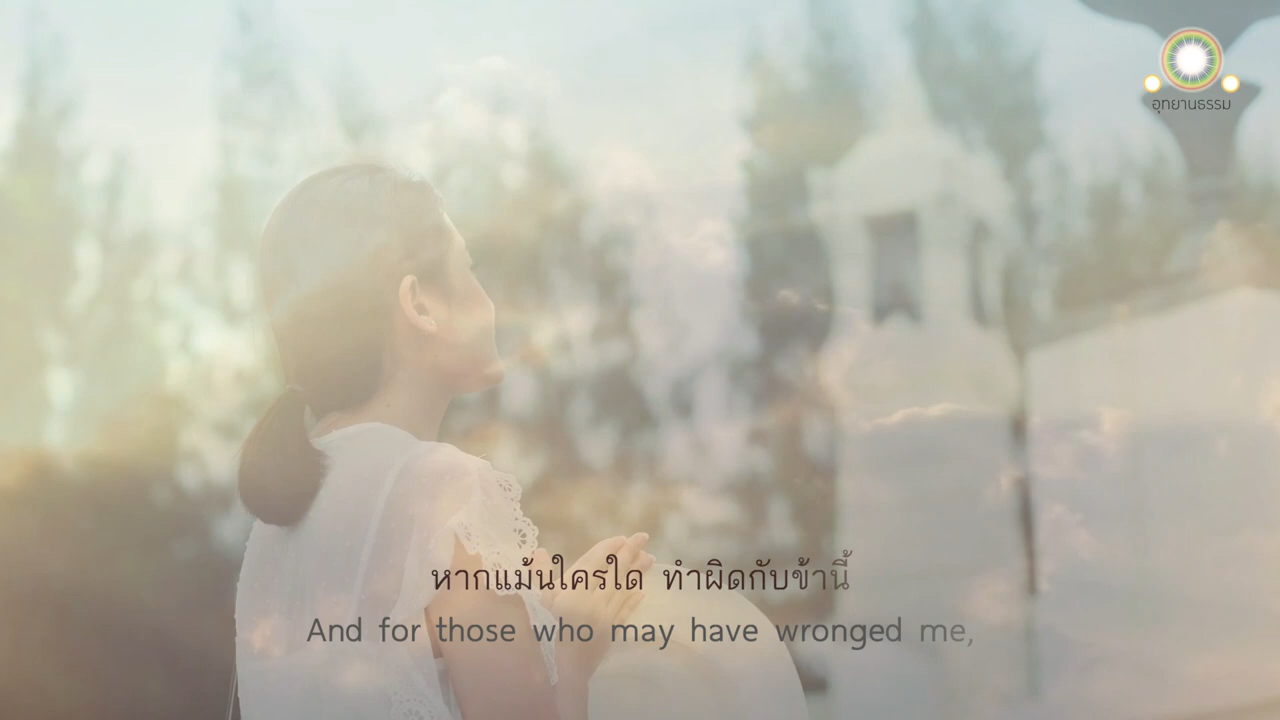 อุทยานธรรม
หากแม้นใครใด ทำผิดกับข้านี้
And for those who may have wronged me,